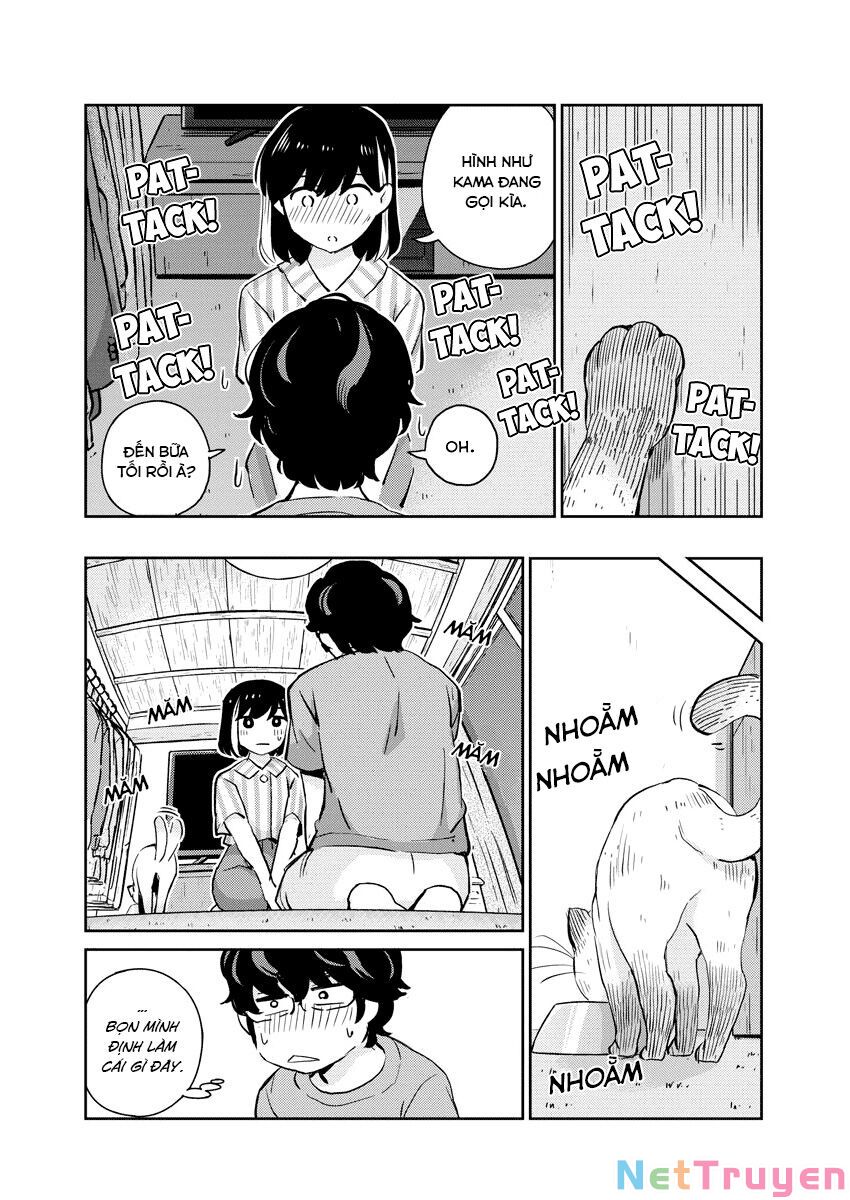 PAT-
TACK!
HÌNH NHƯ
KAMA ĐANG
GỌI KÌA.
PAT-
TACK!
PAT-
TACK!
PAT-
TACK!
PAT-
TACK!
PAT-
TACK!
ĐẾN BỮA
TỐI RỒI À?
OH.
MĂM
MĂM
MĂM
MĂM
NHOẰM
NHOẰM
NHOẰM
...
BỌN MÌNH
ĐỊNH LÀM
CÁI GÌ ĐÂY.
NetTruyen